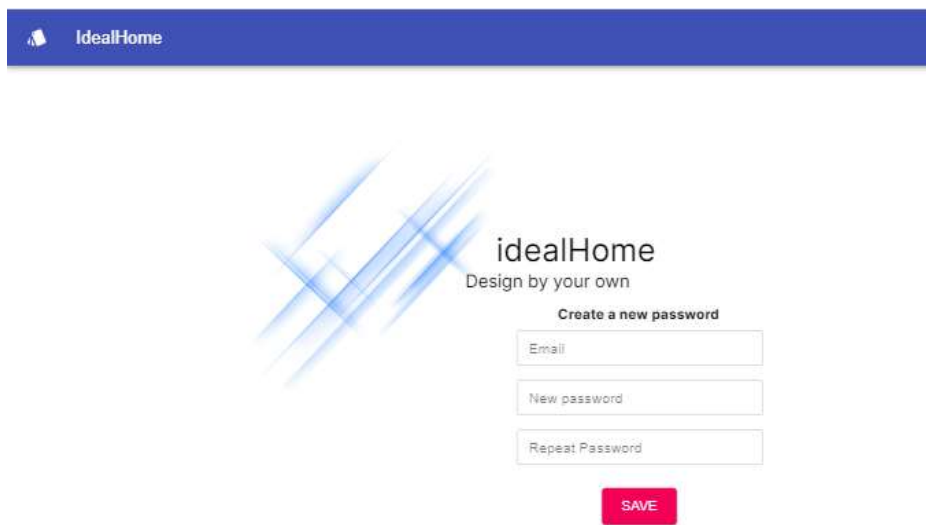 IdealHome
idealHome
Design by your own
Create a new password
Email
New password
Repeat Password
SAVE